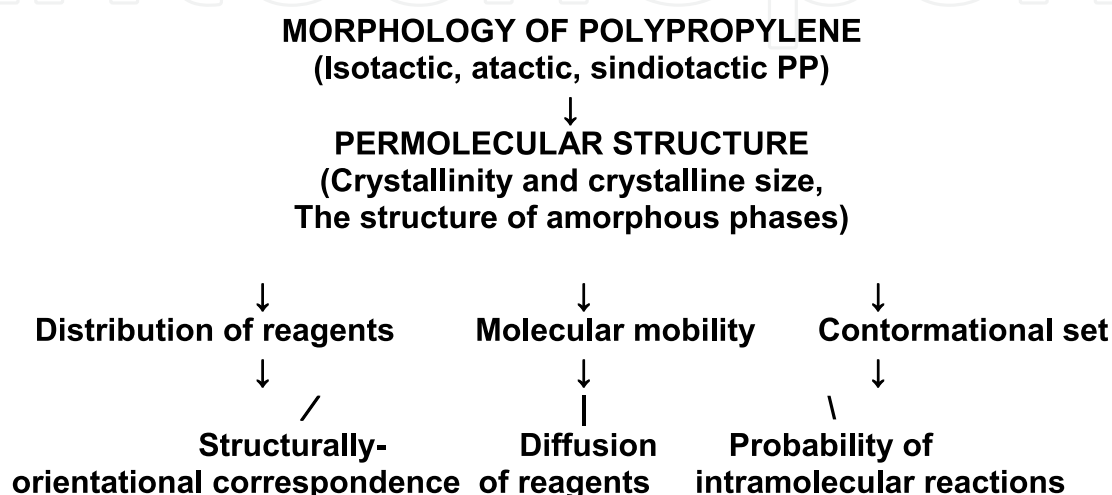 MORPHOLOGY OF POLYPROPYLENE
(Isotactic, atactic, sindiotactic PP)
↓
PERMOLECULAR STRUCTURE
(Crystallinity and crystalline size,
The structure of amorphous phases)
↓ ↓ ↓
Distribution of reagents Molecular mobility Contormational set
↓ ↓ ↓
/ | \
Structurally- Diffusion Probability of
orientational correspondence of reagents intramolecular reactions